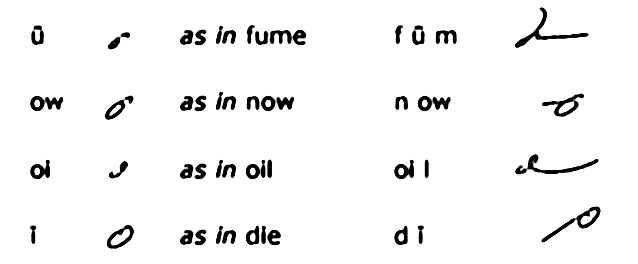 ū as in fume f ū m
ow as in now n ow
oi as in oil oi l
ī as in die d ī